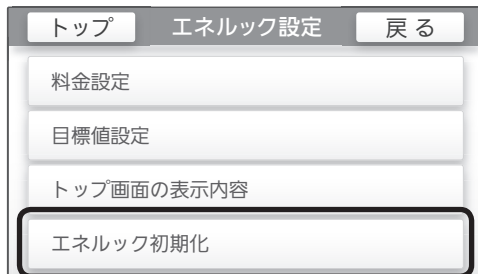 トップ エネルック設定 戻る
料金設定
目標値設定
トップ画面の表示内容
エネルック初期化